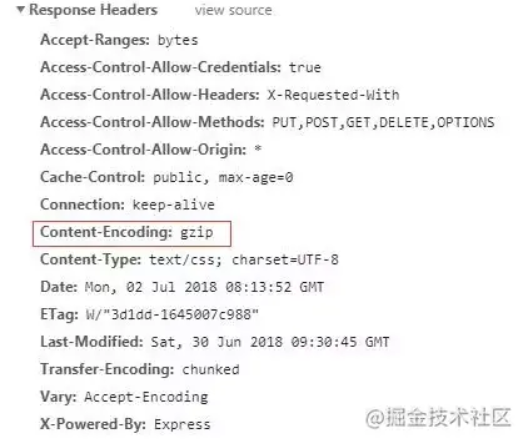 Response Headers view source
Accept-Ranges: bytes
Access-Control-Allow-Credentials: true
Access-Control-Allow-Headers: X-Requested-With
Access-Control-Allow-Methods: PUT,POST,GET,DELETE,OPTIONS
Access-Control-Allow-Origin: *
Cache-Control: public, max-age=0
Connection: keep-alive
Content-Encoding: gzip
Content-Type: text/css; charset=UTF-8
Date: Mon, 02 Jul 2018 08:13:52 GMT
ETag: W/"3d1dd-1645007c988"
Last-Modified: Sat, 30 Jun 2018 09:30:45 GMT
Transfer-Encoding: chunked
Vary: Accept-Encoding
X-Powered-By: Express
@掘金技术社区